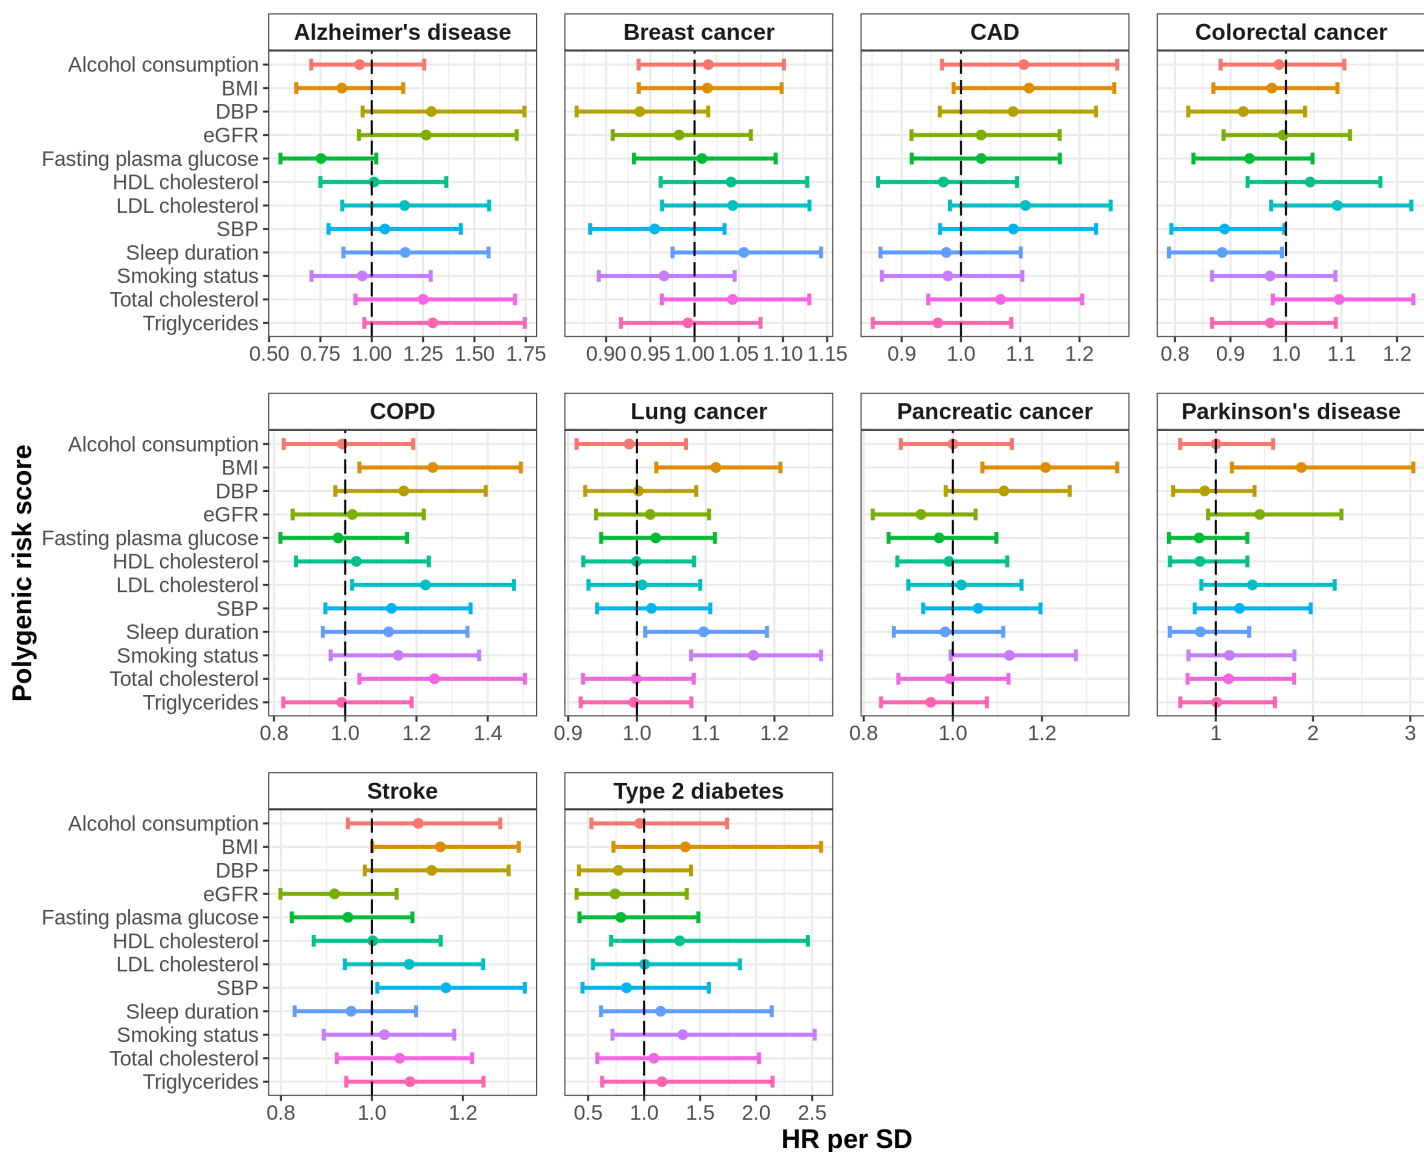 Alzheimer's disease
Breast cancer
CAD
Colorectal cancer
Alcohol consumption
BMI
DBP
eGFR
Fasting plasma glucose
HDL cholesterol
LDL cholesterol
SBP
Sleep duration
Smoking status
Total cholesterol
Triglycerides
0.50 0.75 1.00 1.25 1.50 1.75
0.90 0.95 1.00 1.05 1.10 1.15
0.9 1.0 1.1 1.2
0.8 0.9 1.0 1.1 1.2
COPD
Lung cancer
Pancreatic cancer
Parkinson's disease
Polygenic risk score
Alcohol consumption
BMI
DBP
eGFR
Fasting plasma glucose
HDL cholesterol
LDL cholesterol
SBP
Sleep duration
Smoking status
Total cholesterol
Triglycerides
0.8 1.0 1.2 1.4
0.9 1.0 1.1 1.2
0.8 1.0 1.2
1 2 3
Stroke
Type 2 diabetes
Alcohol consumption
BMI
DBP
eGFR
Fasting plasma glucose
HDL cholesterol
LDL cholesterol
SBP
Sleep duration
Smoking status
Total cholesterol
Triglycerides
0.8 1.0 1.2
0.5 1.0 1.5 2.0 2.5
HR per SD